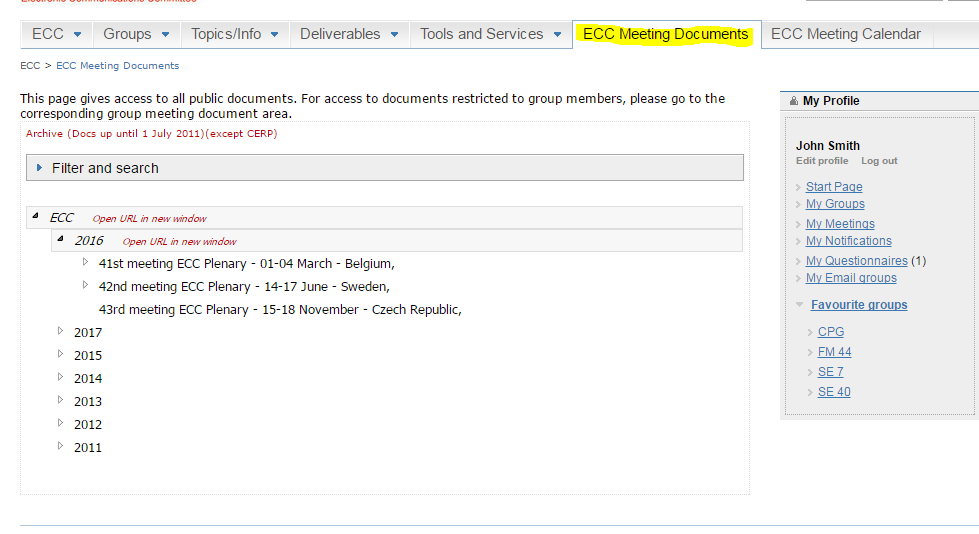 ECC Groups Topics/Info Deliverables Tools and Services ECC Meeting Documents ECC Meeting Calendar
ECC > ECC Meeting Documents
This page gives access to all public documents. For access to documents restricted to group members, please go to the
corresponding group meeting document area.
Archive (Docs up until 1 July 2011)(except CERP)
Filter and search
ECC Open URL in new window
2016 Open URL in new window
41st meeting ECC Plenary - 01-04 March - Belgium,
42nd meeting ECC Plenary - 14-17 June - Sweden,
43rd meeting ECC Plenary - 15-18 November - Czech Republic,
2017
2015
2014
2013
2012
2011
My Profile
John Smith
Edit profile Log out
Start Page
My Groups
My Meetings
My Notifications
My Questionnaires (1)
My Email groups
Favourite groups
CPG
FM 44
SE 7
SE 40